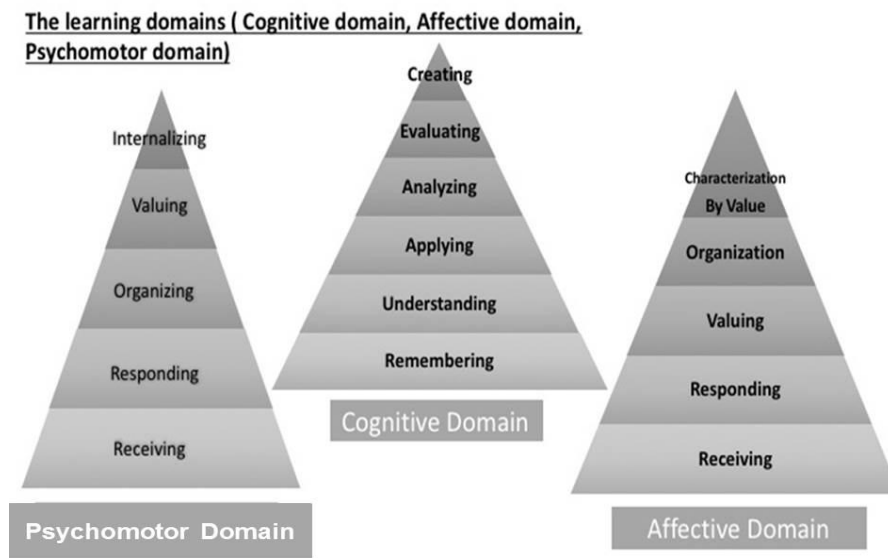 The learning domains ( Cognitive domain, Affective domain,
Psychomotor domain)
Internalizing
Valuing
Organizing
Responding
Receiving
Psychomotor Domain
Creating
Evaluating
Analyzing
Applying
Understanding
Remembering
Cognitive Domain
Characterization
By Value
Organization
Valuing
Responding
Receiving
Affective Domain